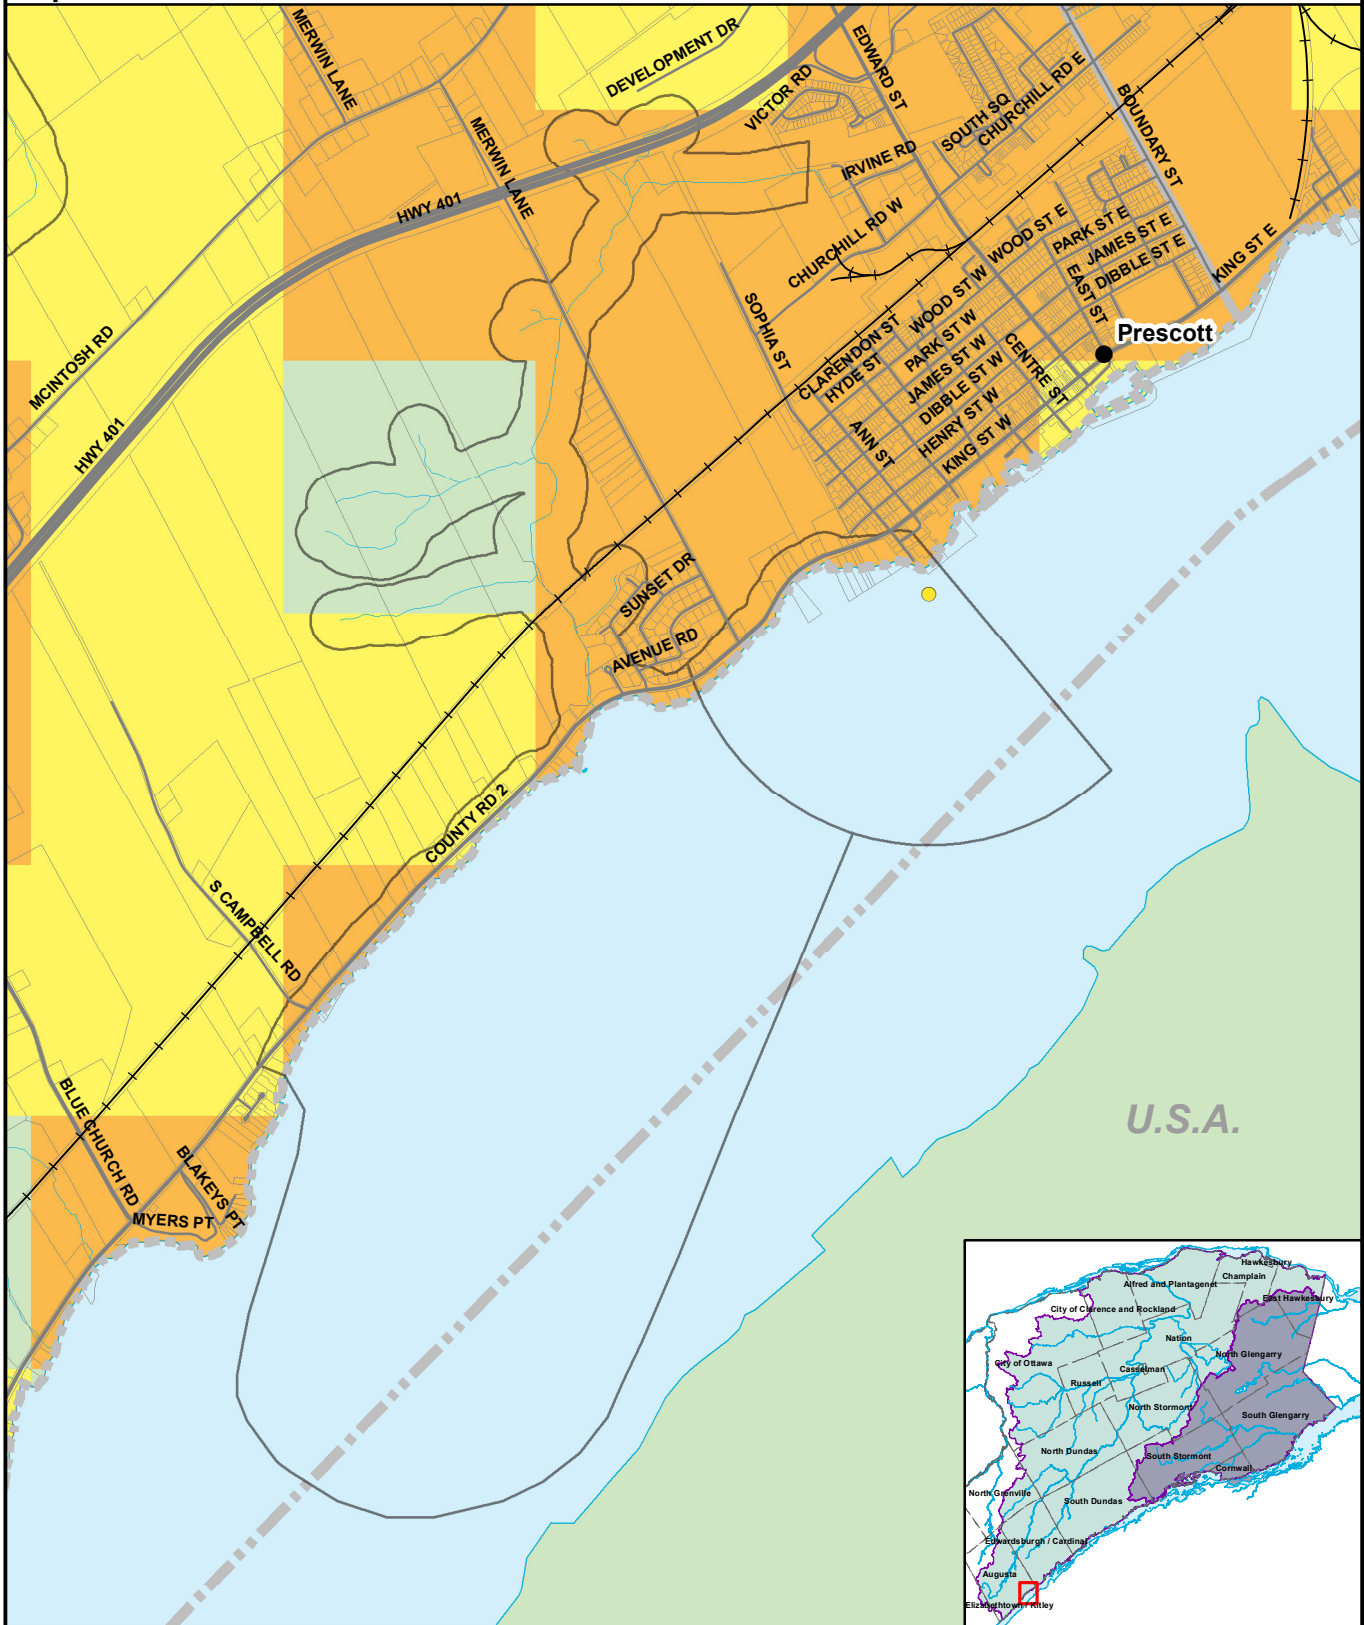 MERWIN LANE
DEVELOPMENT DR
EDWARD ST
VICTOR RD
SOUTH SQ
CHURCHILL RD E
BOUNDARY ST
MERWIN LANE
IRVINE RD
HWY 401
CHURCHILL RD W
WOOD ST E
PARK ST E
JAMES ST E
DIBBLE ST E
KING ST E
EAST ST
SOPHIA ST
WOOD ST W
CLARENDON ST
HYDE ST
PARK ST W
JAMES ST W
DIBBLE ST W
CENTRE ST
Prescott
MCINTOSH RD
HWY 401
ANN ST
HENRY ST W
KING ST W
SUNSET DR
AVENUE RD
COUNTY RD 2
S CAMPBELL RD
BLUE CHURCH RD
BLAKEYS PT
MYERS PT
U.S.A.
Hawkesbury
Champlain
Alfred and Plantagenet
East Hawkesbury
City of Clarence and Rockland
Nation
North Glengarry
City of Ottawa
Casselman
Russell
North Stormont
South Glengarry
North Dundas
South Stormont
Cornwall
North Grenville
South Dundas
Edwardsburgh / Cardinal
Augusta
Elizabethtown / Kitley